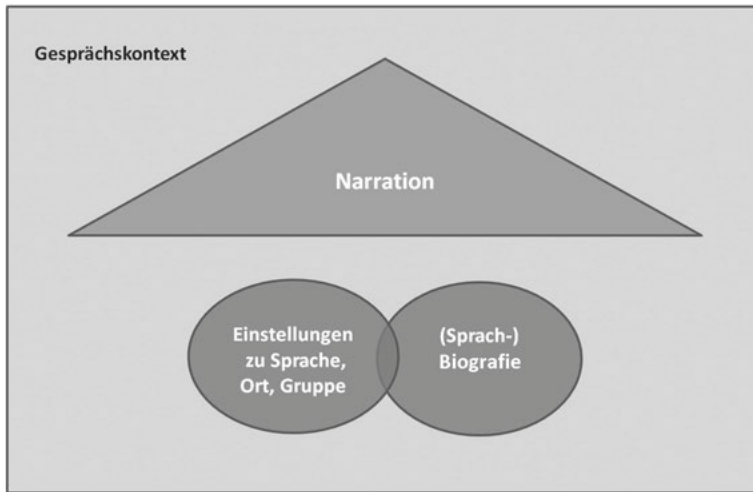 Gesprächskontext
Narration
Einstellungen
zu Sprache,
Ort, Gruppe
(Sprach-)
Biografie